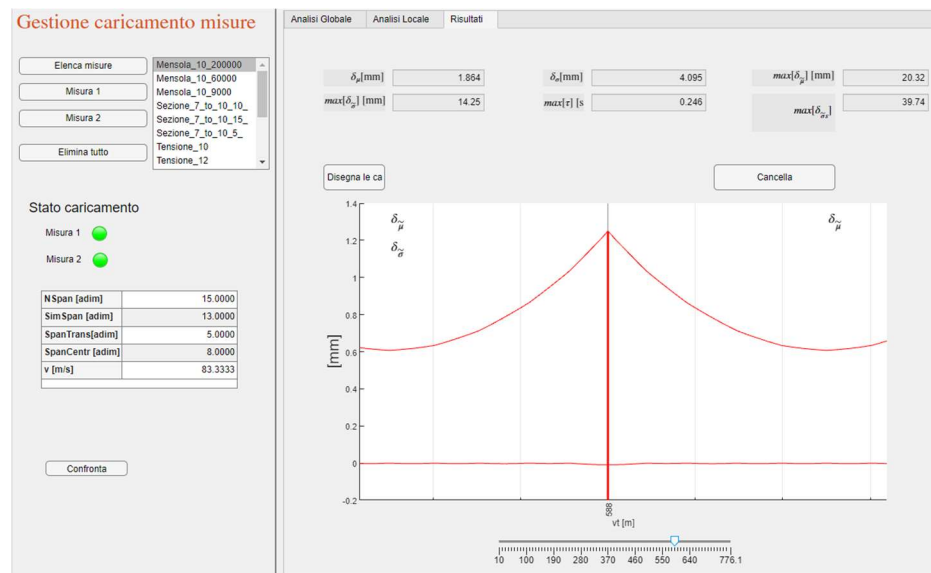 Gestione caricamento misure
Elenca misure
Misura 1
Misura 2
Elimina tutto
Mensola_10_200000
Mensola_10_60000
Mensola_10_9000
Sezione_7_to_10_10_
Sezione_7_to_10_15_
Sezione_7_to_10_5_
Tensione_10
Tensione_12
Stato caricamento
Misura 1
Misura 2
NSpan [adim] 15.0000
SimSpan [adim] 13.0000
SpanTrans[adim] 5.0000
SpanCentr [adim] 8.0000
v [m/s] 83.3333
Confronta
Analisi Globale Analisi Locale Risultati
δμ[mm] 1.864 δσ[mm] 4.095 max[δμ̃] [mm] 20.32
max[δσ̃] [mm] 14.25 max[τ] [s 0.246 max[δσ̃s] 39.74
Disegna le ca Cancella
δμ̃ δμ̃
δσ̃
[mm]
1.4
1.2
1
0.8
0.6
0.4
0.2
0
-0.2
588
vt [m]
10 100 190 280 370 460 550 640 776.1